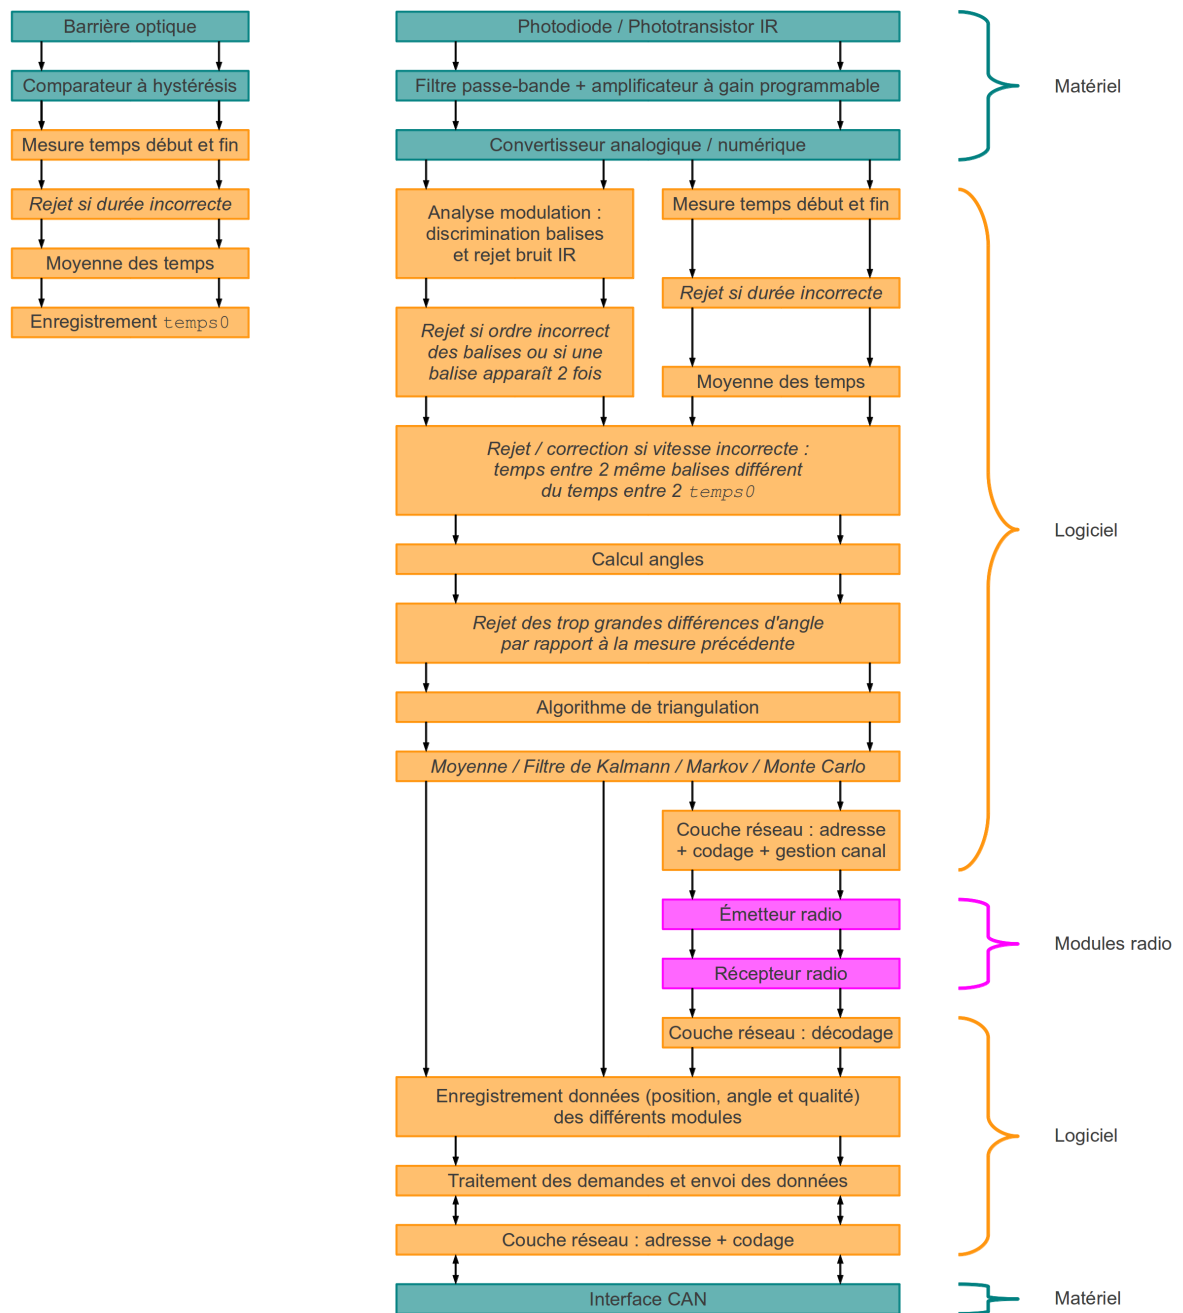 Barrière optique
Comparateur à hystérésis
Mesure temps début et fin
Rejet si durée incorrecte
Moyenne des temps
Enregistrement temps0
Photodiode / Phototransistor IR
Filtre passe-bande + amplificateur à gain programmable
Convertisseur analogique / numérique
Matériel
Analyse modulation :
discrimination balises
et rejet bruit IR
Rejet si ordre incorrect
des balises ou si une
balise apparaît 2 fois
Mesure temps début et fin
Rejet si durée incorrecte
Moyenne des temps
Rejet / correction si vitesse incorrecte :
temps entre 2 même balises différent
du temps entre 2 temps0
Logiciel
Calcul angles
Rejet des trop grandes différences d'angle
par rapport à la mesure précédente
Algorithme de triangulation
Moyenne / Filtre de Kalmann / Markov / Monte Carlo
Couche réseau : adresse
+ codage + gestion canal
Émetteur radio
Modules radio
Récepteur radio
Couche réseau : décodage
Enregistrement données (position, angle et qualité)
des différents modules
Logiciel
Traitement des demandes et envoi des données
Couche réseau : adresse + codage
Interface CAN
Matériel